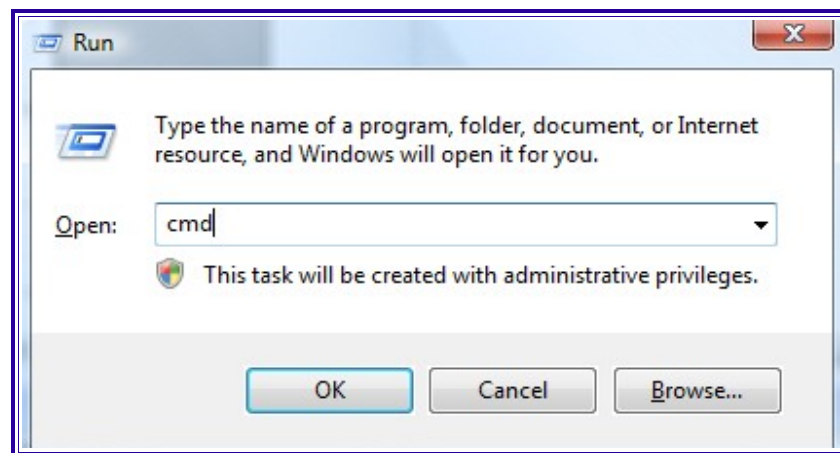 Run
Type the name of a program, folder, document, or Internet
resource, and Windows will open it for you.
Open: cmd
This task will be created with administrative privileges.
OK Cancel Browse...